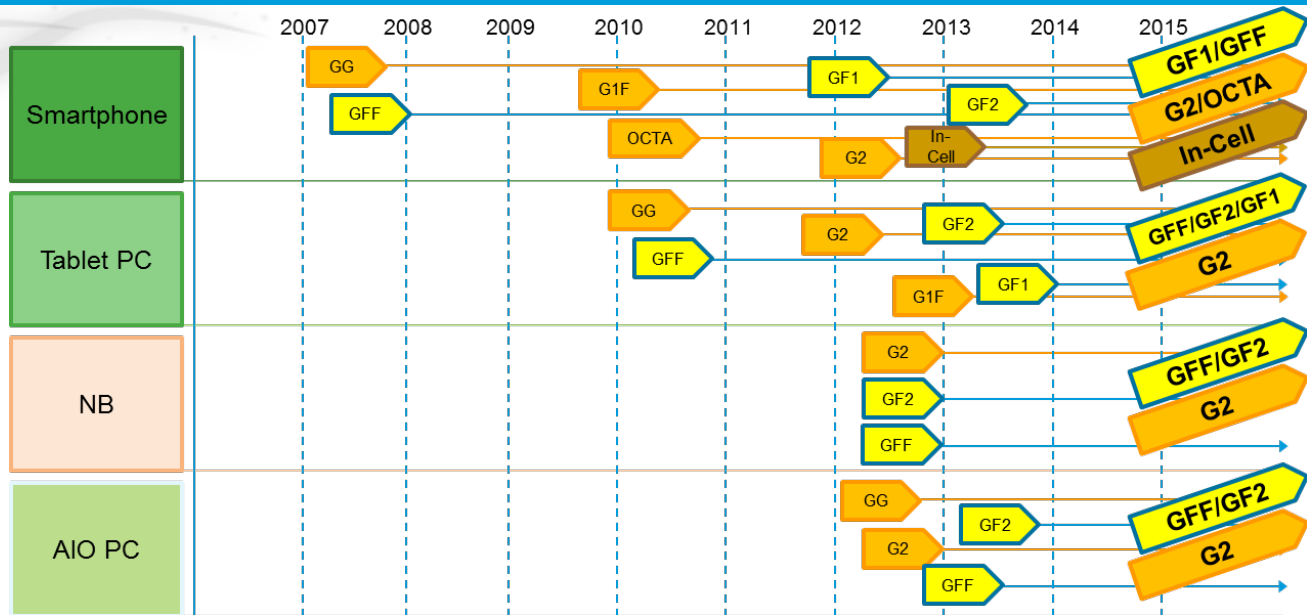 2007 2008 2009 2010 2011 2012 2013 2014 2015
Smartphone
GG
GFF
G1F
OCTA
GF1
G2
In-
Cell
GF2
GF1/GFF
G2/OCTA
In-Cell
Tablet PC
GG
GFF
G2
GF2
G1F
GF1
GFF/GF2/GF1
G2
NB
G2
GF2
GFF
GFF/GF2
G2
AIO PC
GG
GF2
G2
GFF
GFF/GF2
G2